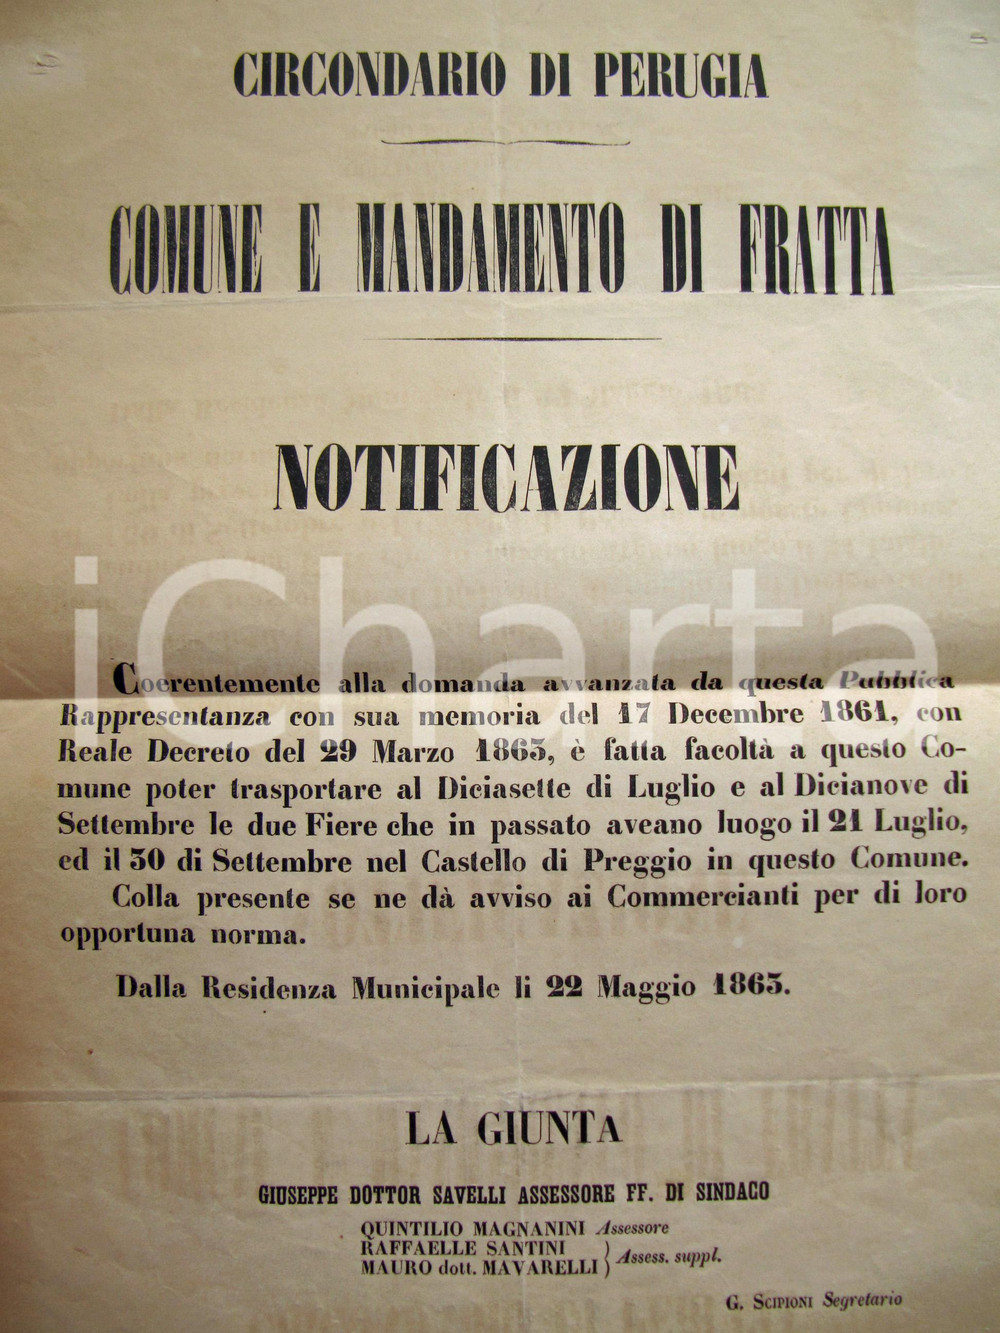 CIRCONDARIO DI PERUGIA
COMUNE E MANDAMENTO DI FRATTA
NOTIFICAZIONE
iCharta
Coerentemente alla domanda avvanzata da questa Pubblica
Rappresentanza con sua memoria del 17 Decembre 1861, con
Reale Decreto del 29 Marzo 1863, è fatta facoltà a questo Co-
mune poter trasportare al Diciasette di Luglio e al Dicianove di
Settembre le due Fiere che in passato aveano luogo il 21 Luglio,
ed il 30 di Settembre nel Castello di Preggio in questo Comune.
Colla presente se ne dà avviso ai Commercianti per di loro
opportuna norma.
Dalla Residenza Municipale li 22 Maggio 1863.
LA GIUNTA
GIUSEPPE DOTTOR SAVELLI ASSESSORE FF. DI SINDACO
QUINTILIO MAGNANINI Assessore
RAFFAELLE SANTINI
MAURO dott. MAVARELLI } Assess. suppl.
G. Scipioni Segretario